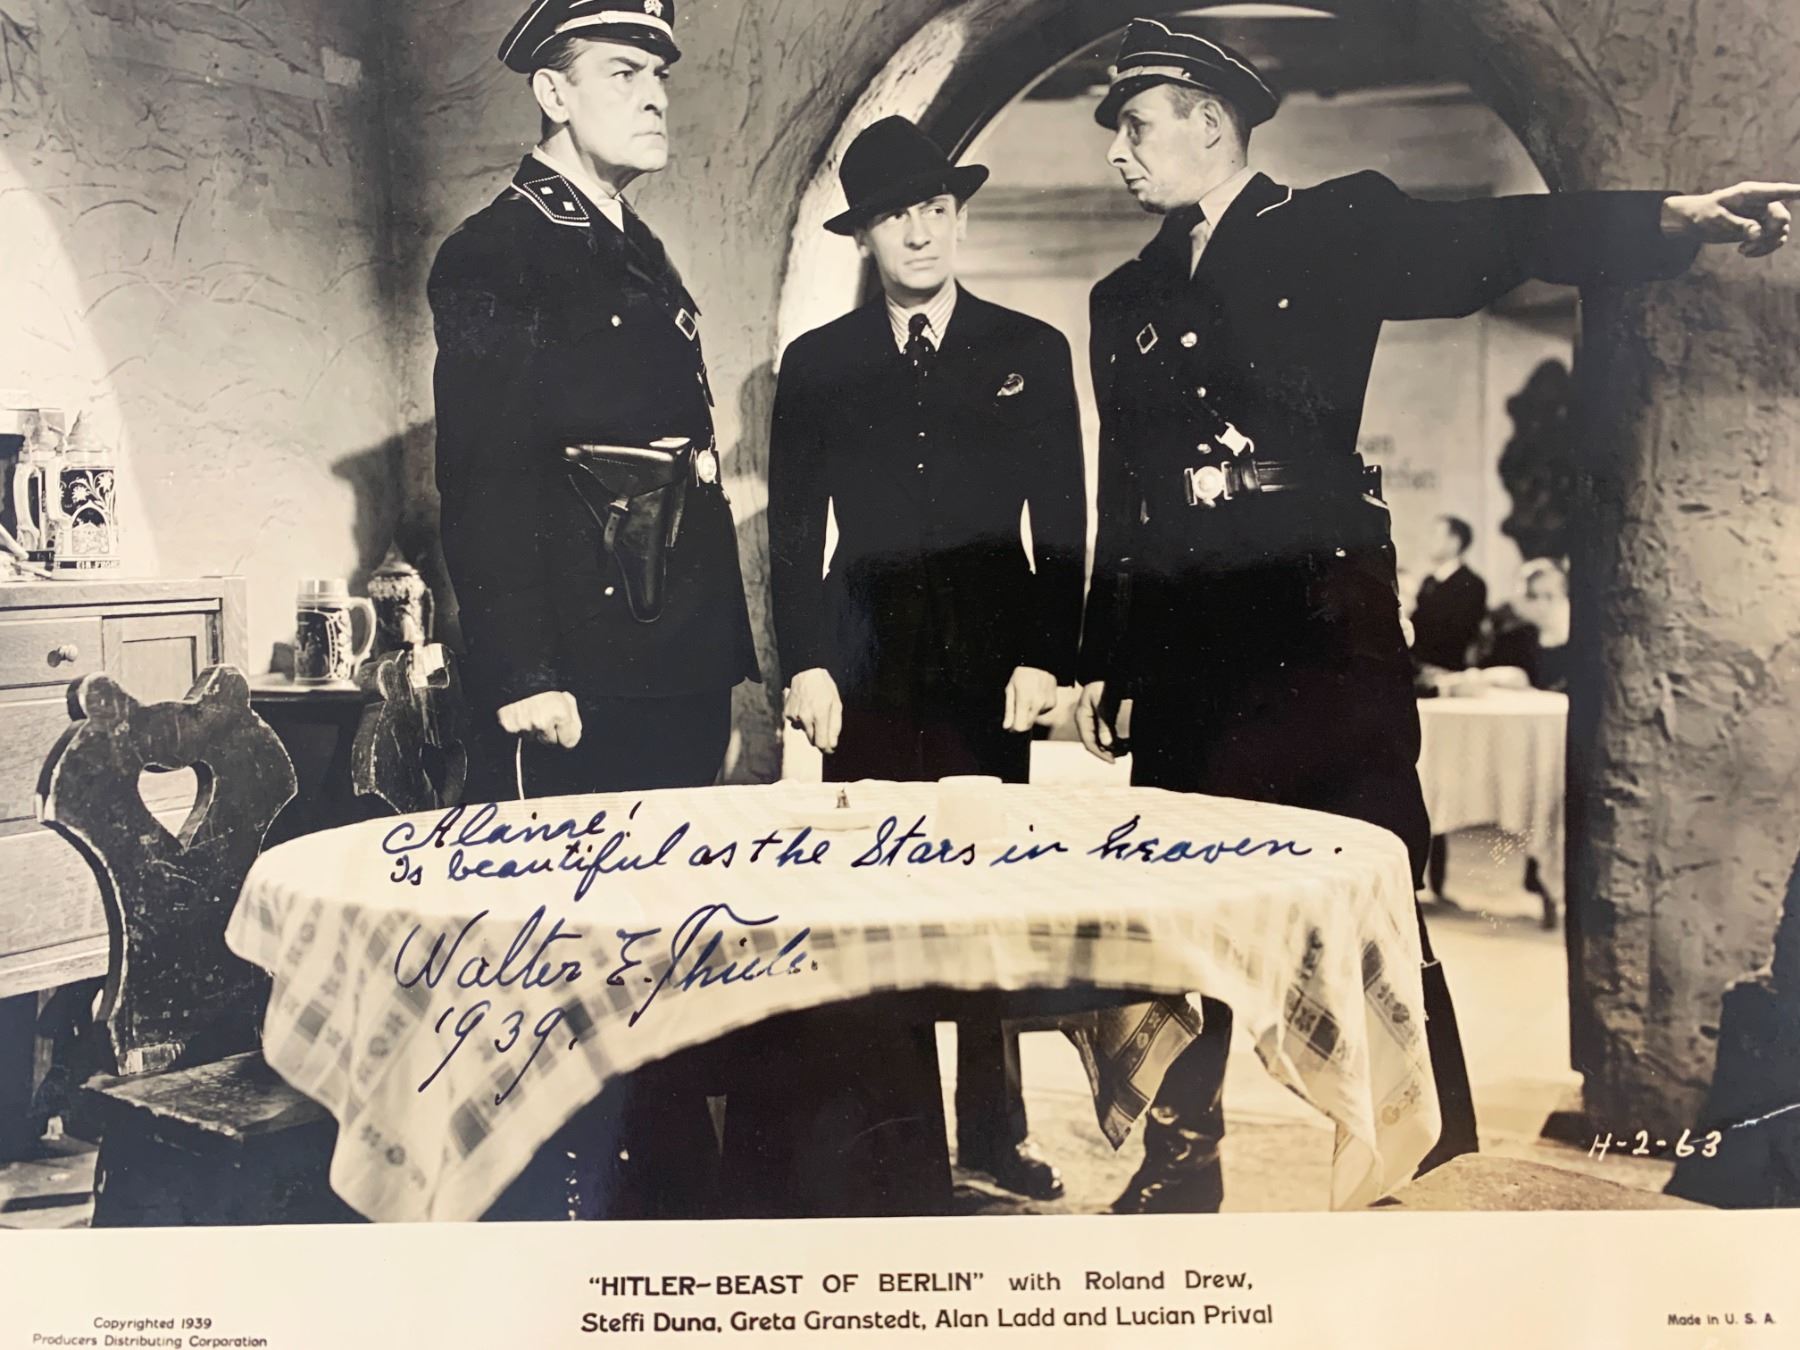 Alaine!
Is beautiful as the Stars in heaven.
Walter E. Thiele.
1939.
H-2-63
"HITLER-BEAST OF BERLIN" with Roland Drew,
Steffi Duna, Greta Granstedt, Alan Ladd and Lucian Prival
Copyrighted 1939
Producers Distributing Corporation
Made in U. S. A.